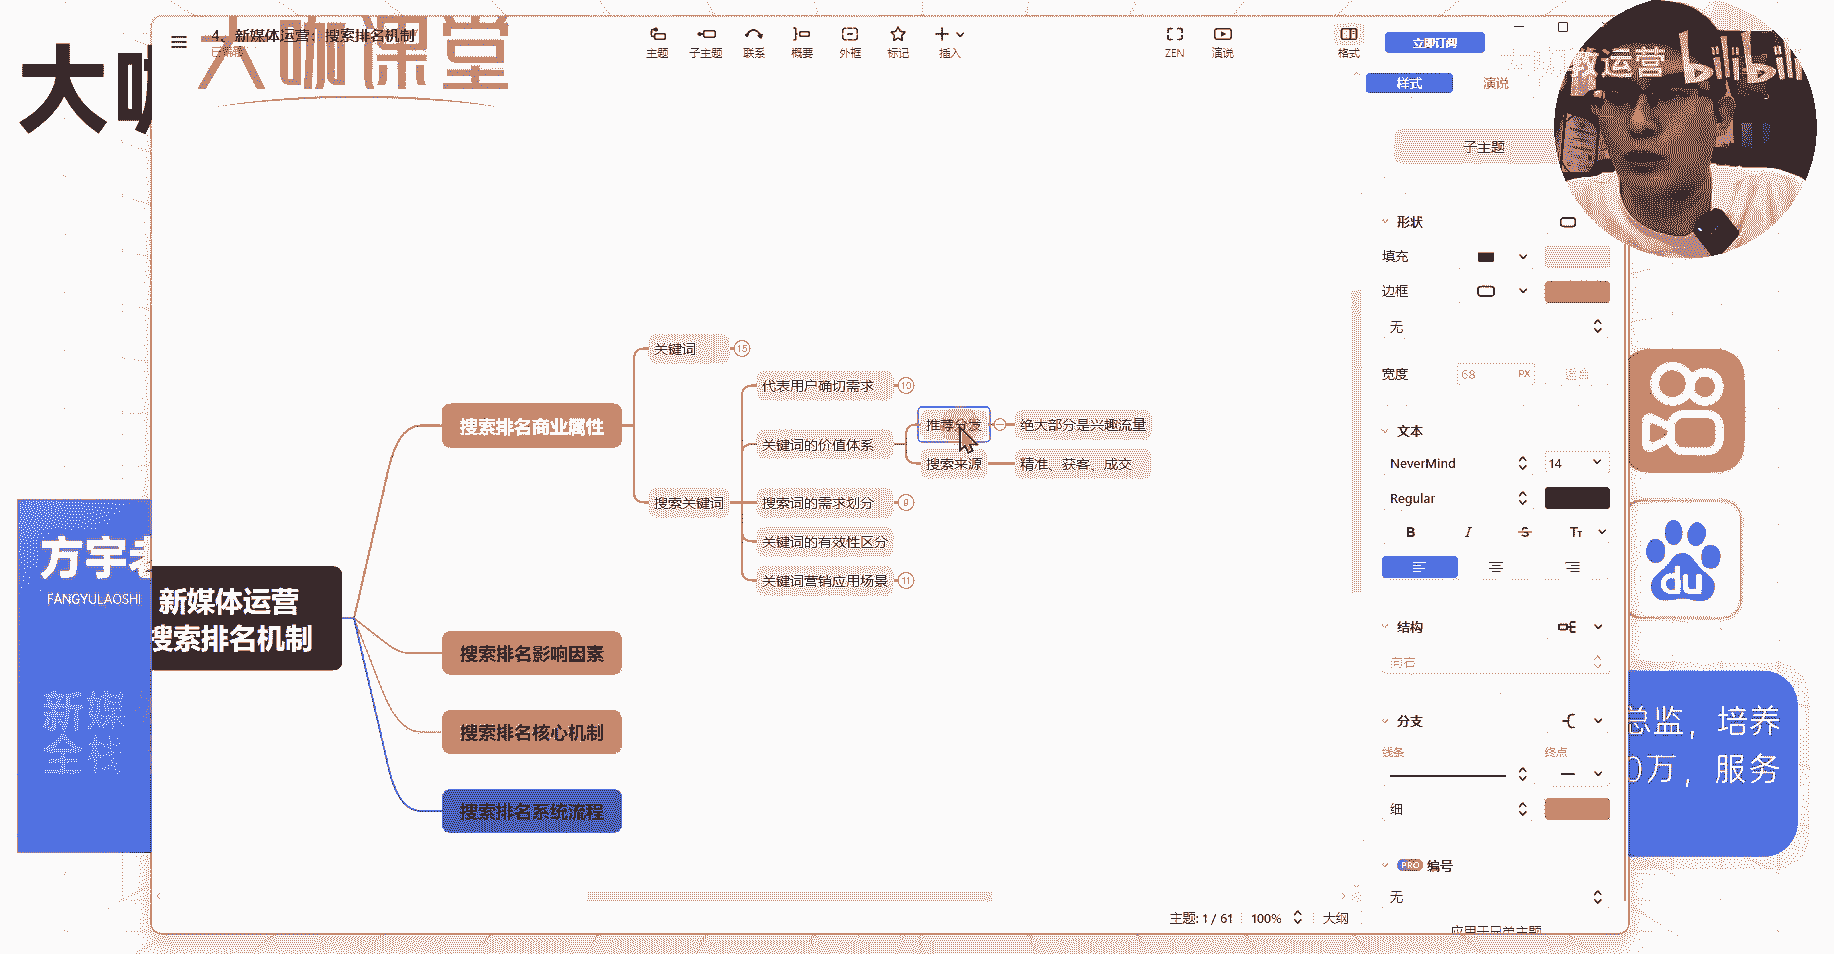 大咖课堂
4、新媒体运营：搜索排名机制
已编辑
主题
子主题
联系
概要
外框
标记
插入
ZEN
演说
格式
立即订阅
样式
演说
教运营 bilibili
大咖
子主题
形状
填充
边框
无
宽度
68
PX
文本
NeverMind
14
Regular
B
I
S
Tт
结构
向右
分支
线条
终点
细
PRO 编号
无
应用于兄弟主题
关键词
15
代表用户确切需求
10
推荐分发
绝大部分是兴趣流量
搜索排名商业属性
关键词的价值体系
搜索来源
精准、获客、成交
搜索关键词
搜索词的需求划分
9
关键词的有效性区分
关键词营销应用场景
11
新媒体运营
搜索排名机制
搜索排名影响因素
搜索排名核心机制
搜索排名系统流程
方宇老
FANGYULAOSHI
新媒
全栈
du
总监，培养
0万，服务
主题: 1 / 61
100%
大纲